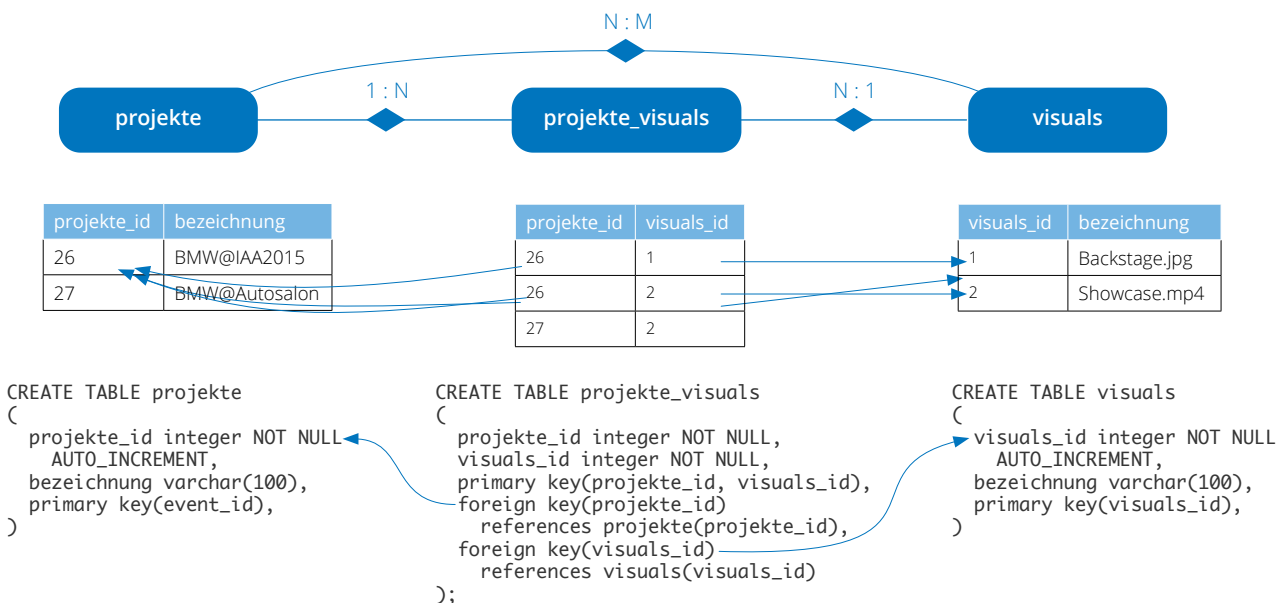 N : M
1 : N
N : 1
projekte
projekte_visuals
visuals
projekte_id bezeichnung
26 BMW@IAA2015
27 BMW@Autosalon
projekte_id visuals_id
26 1
26 2
27 2
visuals_id bezeichnung
1 Backstage.jpg
2 Showcase.mp4
CREATE TABLE projekte
(
projekte_id integer NOT NULL
AUTO_INCREMENT,
bezeichnung varchar(100),
primary key(event_id),
)
CREATE TABLE projekte_visuals
(
projekte_id integer NOT NULL,
visuals_id integer NOT NULL,
primary key(projekte_id, visuals_id),
foreign key(projekte_id)
references projekte(projekte_id),
foreign key(visuals_id)
references visuals(visuals_id)
);
CREATE TABLE visuals
(
visuals_id integer NOT NULL
AUTO_INCREMENT,
bezeichnung varchar(100),
primary key(visuals_id),
)